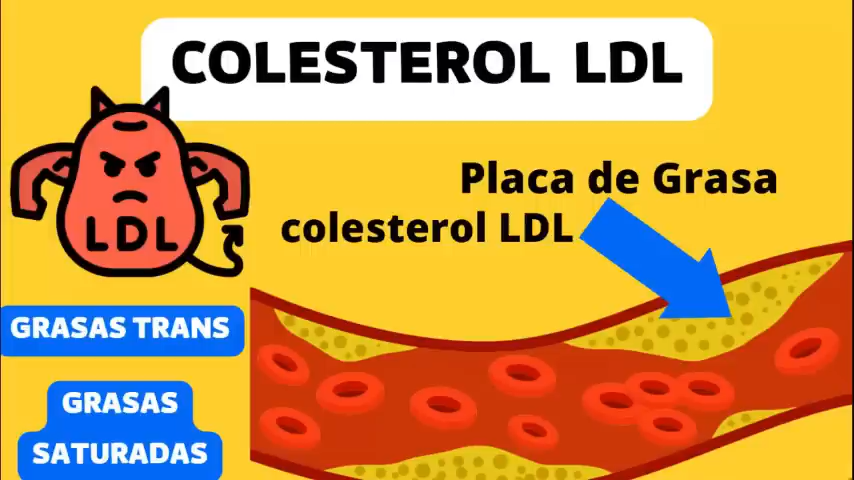 COLESTEROL LDL
LDL
Placa de Grasa
colesterol LDL
GRASAS TRANS
GRASAS
SATURADAS